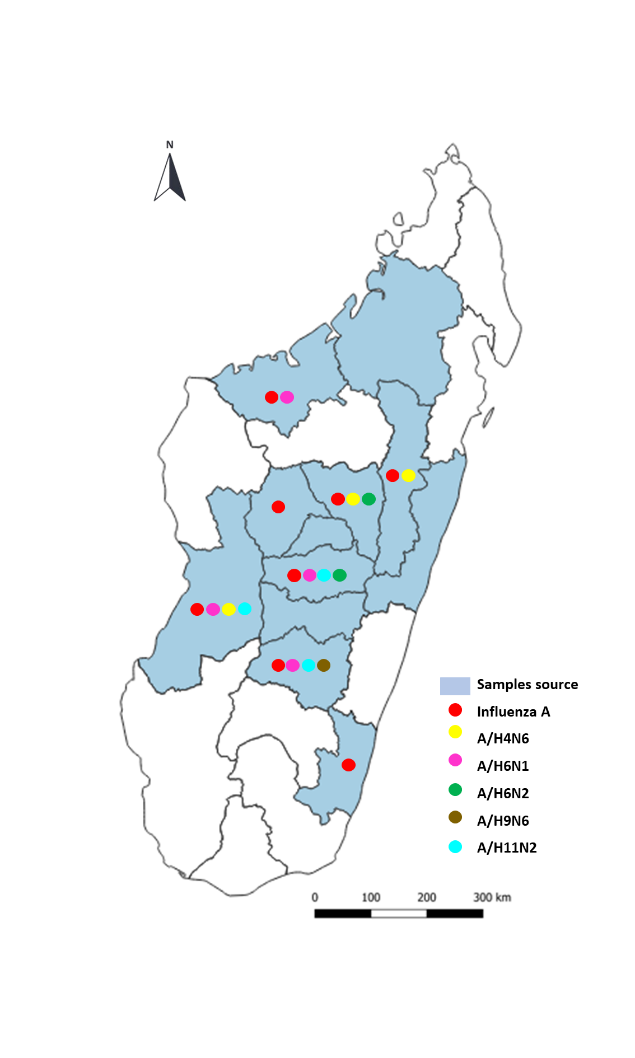 N
Samples source
Influenza A
A/H4N6
A/H6N1
A/H6N2
A/H9N6
A/H11N2
0 100 200 300 km